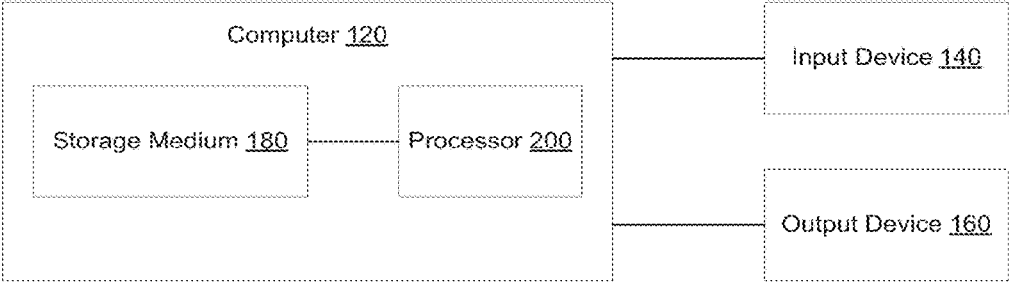 Computer 120
Input Device 140
Storage Medium 180
Processor 200
Output Device 160